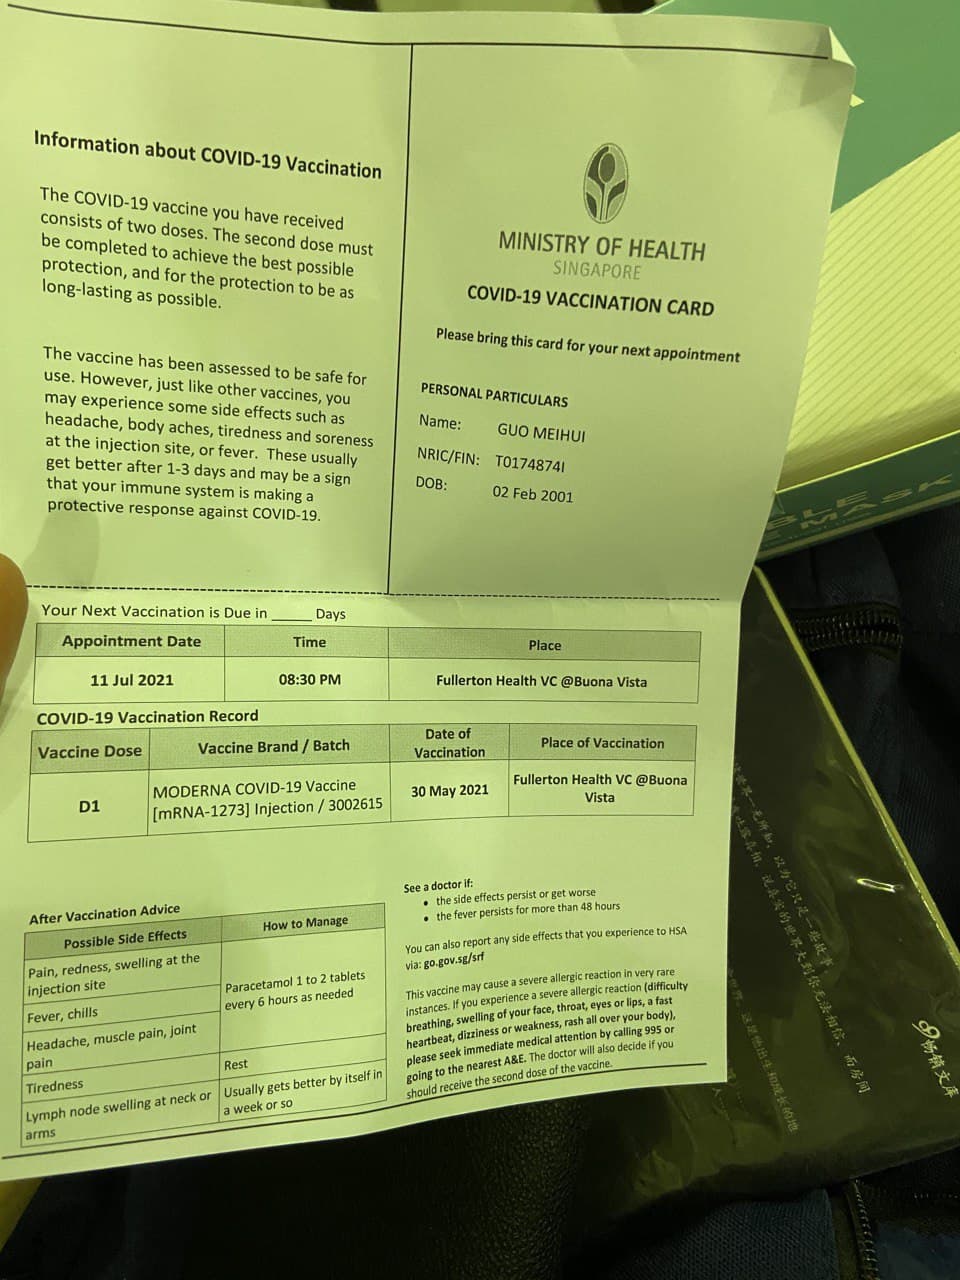 Information about COVID-19 Vaccination
The COVID-19 vaccine you have received
consists of two doses. The second dose must
be completed to achieve the best possible
protection, and for the protection to be as
long-lasting as possible.
The vaccine has been assessed to be safe for
use. However, just like other vaccines, you
may experience some side effects such as
headache, body aches, tiredness and soreness
at the injection site, or fever. These usually
get better after 1-3 days and may be a sign
that your immune system is making a
protective response against COVID-19.
MINISTRY OF HEALTH
SINGAPORE
COVID-19 VACCINATION CARD
Please bring this card for your next appointment
PERSONAL PARTICULARS
Name: GUO MEIHUI
NRIC/FIN: T0174874I
DOB: 02 Feb 2001
Your Next Vaccination is Due in ______ Days
Appointment Date Time Place
11 Jul 2021 08:30 PM Fullerton Health VC @Buona Vista
COVID-19 Vaccination Record
Vaccine Dose Vaccine Brand / Batch Date of
Vaccination Place of Vaccination
D1 MODERNA COVID-19 Vaccine
[mRNA-1273] Injection / 3002615 30 May 2021 Fullerton Health VC @Buona
Vista
After Vaccination Advice
Possible Side Effects How to Manage
Pain, redness, swelling at the
injection site
Fever, chills
Headache, muscle pain, joint
pain
Paracetamol 1 to 2 tablets
every 6 hours as needed
Tiredness Rest
Lymph node swelling at neck or
arms
Usually gets better by itself in
a week or so
See a doctor if:
• the side effects persist or get worse
• the fever persists for more than 48 hours
You can also report any side effects that you experience to HSA
via: go.gov.sg/srf
This vaccine may cause a severe allergic reaction in very rare
instances. If you experience a severe allergic reaction (difficulty
breathing, swelling of your face, throat, eyes or lips, a fast
heartbeat, dizziness or weakness, rash all over your body),
please seek immediate medical attention by calling 995 or
going to the nearest A&E. The doctor will also decide if you
should receive the second dose of the vaccine.
MASK